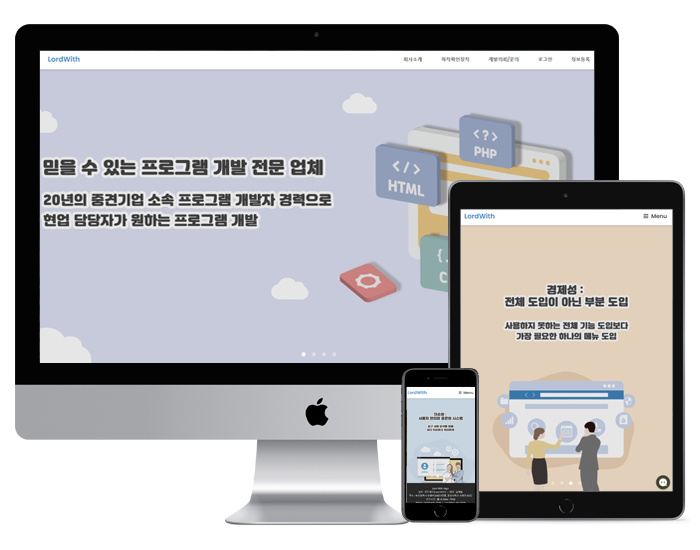 LordWith
회사소개
하자확인장치
개발의뢰/문의
로그인
정보등록
믿을 수 있는 프로그램 개발 전문 업체
20년의 중견기업 소속 프로그램 개발자 경력으로
현업 담당자가 원하는 프로그램 개발
</>
HTML
<?>
PHP
LordWith
Menu
경제성 :
전체 도입이 아닌 부분 도입
사용하지 못하는 전체 기능 도입보다
가장 필요한 하나의 메뉴 도입
LordWith
Menu